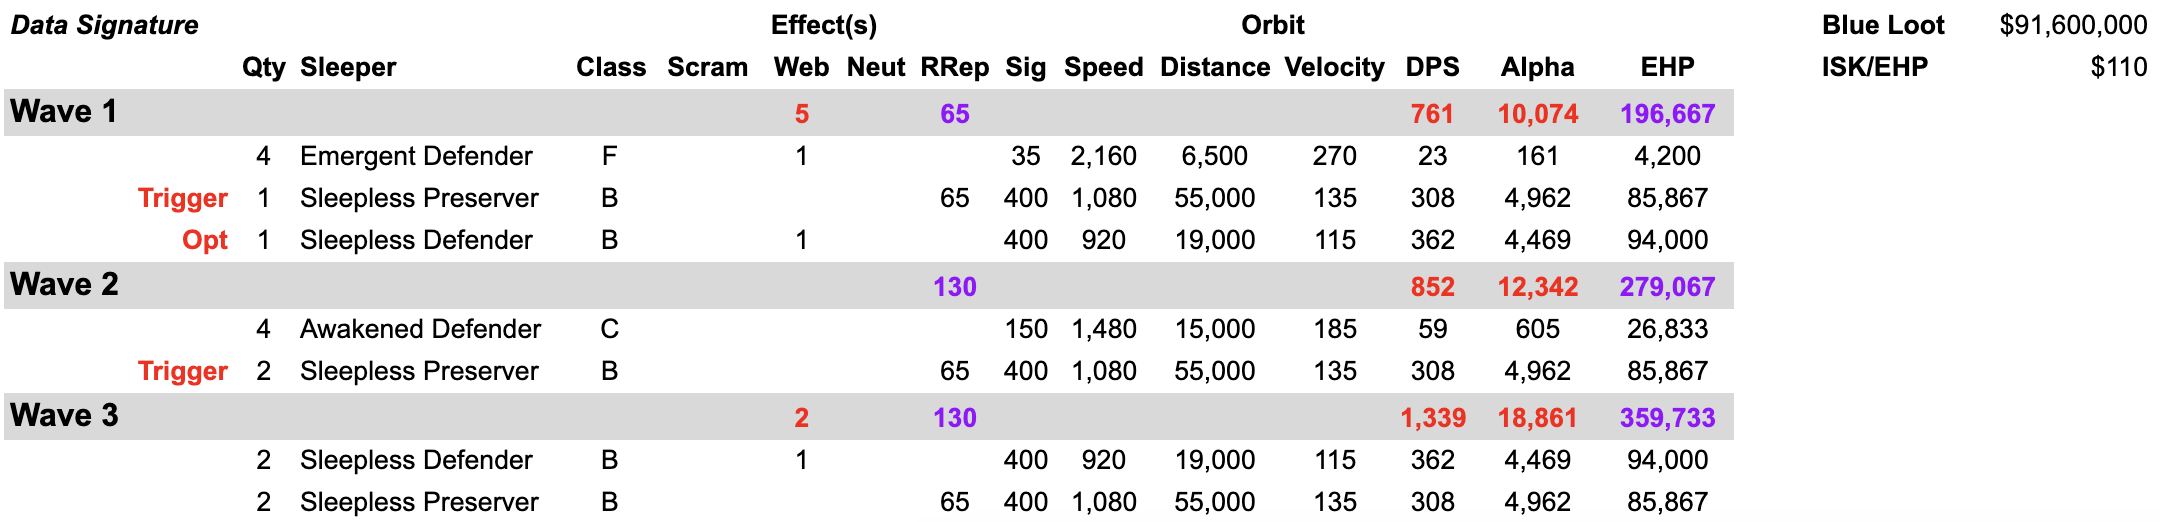 Data Signature Effect(s) Orbit Blue Loot $91,600,000
Qty Sleeper Class Scram Web Neut RRep Sig Speed Distance Velocity DPS Alpha EHP ISK/EHP $110
Wave 1 5 65 761 10,074 196,667
4 Emergent Defender F 1 35 2,160 6,500 270 23 161 4,200
Trigger 1 Sleepless Preserver B 65 400 1,080 55,000 135 308 4,962 85,867
Opt 1 Sleepless Defender B 1 400 920 19,000 115 362 4,469 94,000
Wave 2 130 852 12,342 279,067
4 Awakened Defender C 150 1,480 15,000 185 59 605 26,833
Trigger 2 Sleepless Preserver B 65 400 1,080 55,000 135 308 4,962 85,867
Wave 3 2 130 1,339 18,861 359,733
2 Sleepless Defender B 1 400 920 19,000 115 362 4,469 94,000
2 Sleepless Preserver B 65 400 1,080 55,000 135 308 4,962 85,867